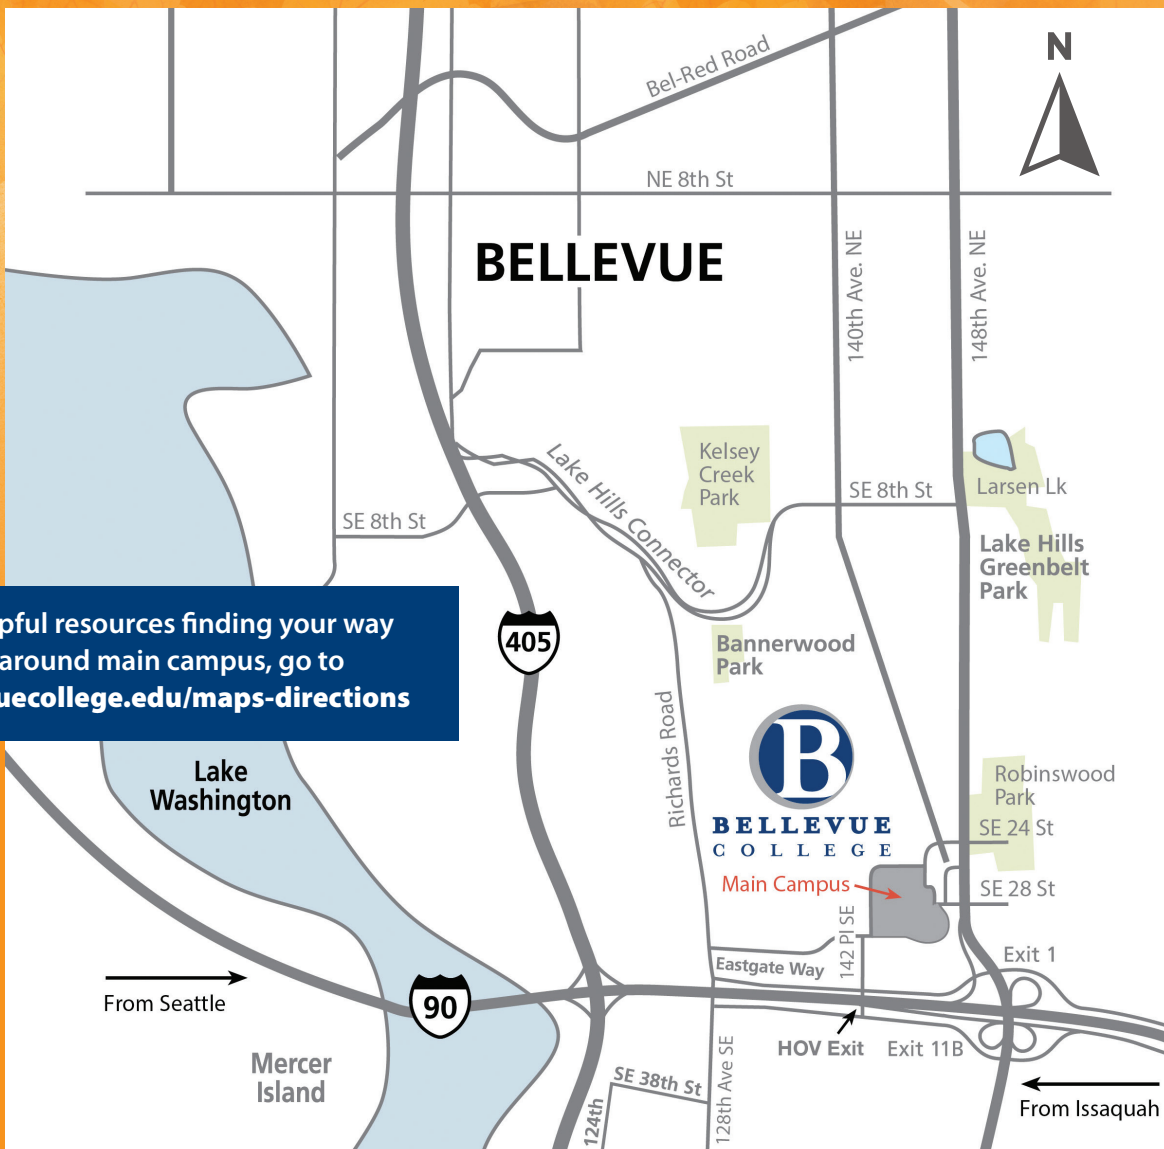 N
Bel-Red Road
NE 8th St
BELLEVUE
140th Ave. NE
148th Ave. NE
Kelsey
Creek
Park
Lake Hills Connector
SE 8th St
Larsen Lk
SE 8th St
Lake Hills
Greenbelt
Park
pful resources finding your way
around main campus, go to
uecollege.edu/maps-directions
405
Bannerwood
Park
Richards Road
B
BELLEVUE
COLLEGE
Lake
Washington
Robinswood
Park
SE 24 St
Main Campus
SE 28 St
142 Pl SE
Eastgate Way
Exit 1
From Seattle
90
HOV Exit
Exit 11B
Mercer
Island
SE 38th St
124th
128th Ave SE
From Issaquah